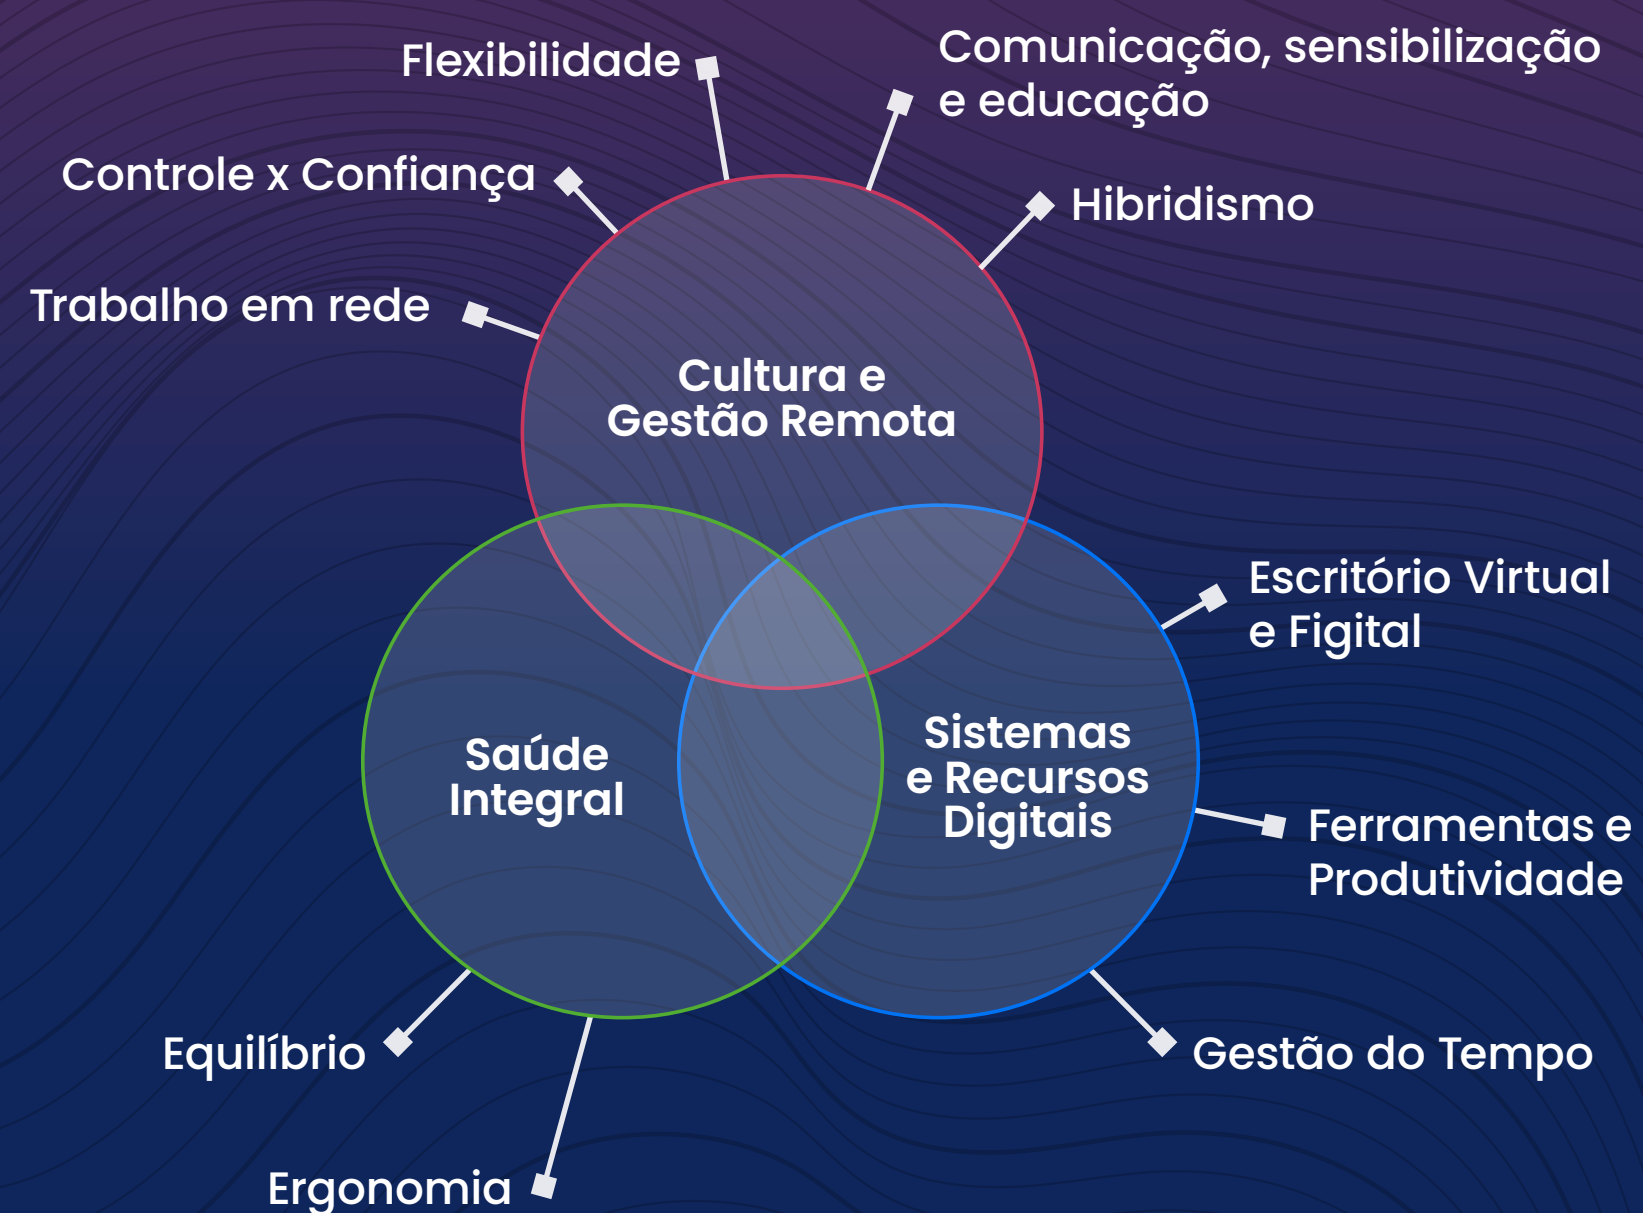 Flexibilidade
Comunicação, sensibilização
e educação
Controle x Confiança
Hibridismo
Trabalho em rede
Cultura e
Gestão Remota
Escritório Virtual
e Figital
Saúde
Integral
Sistemas
e Recursos
Digitais
Ferramentas e
Produtividade
Equilíbrio
Gestão do Tempo
Ergonomia